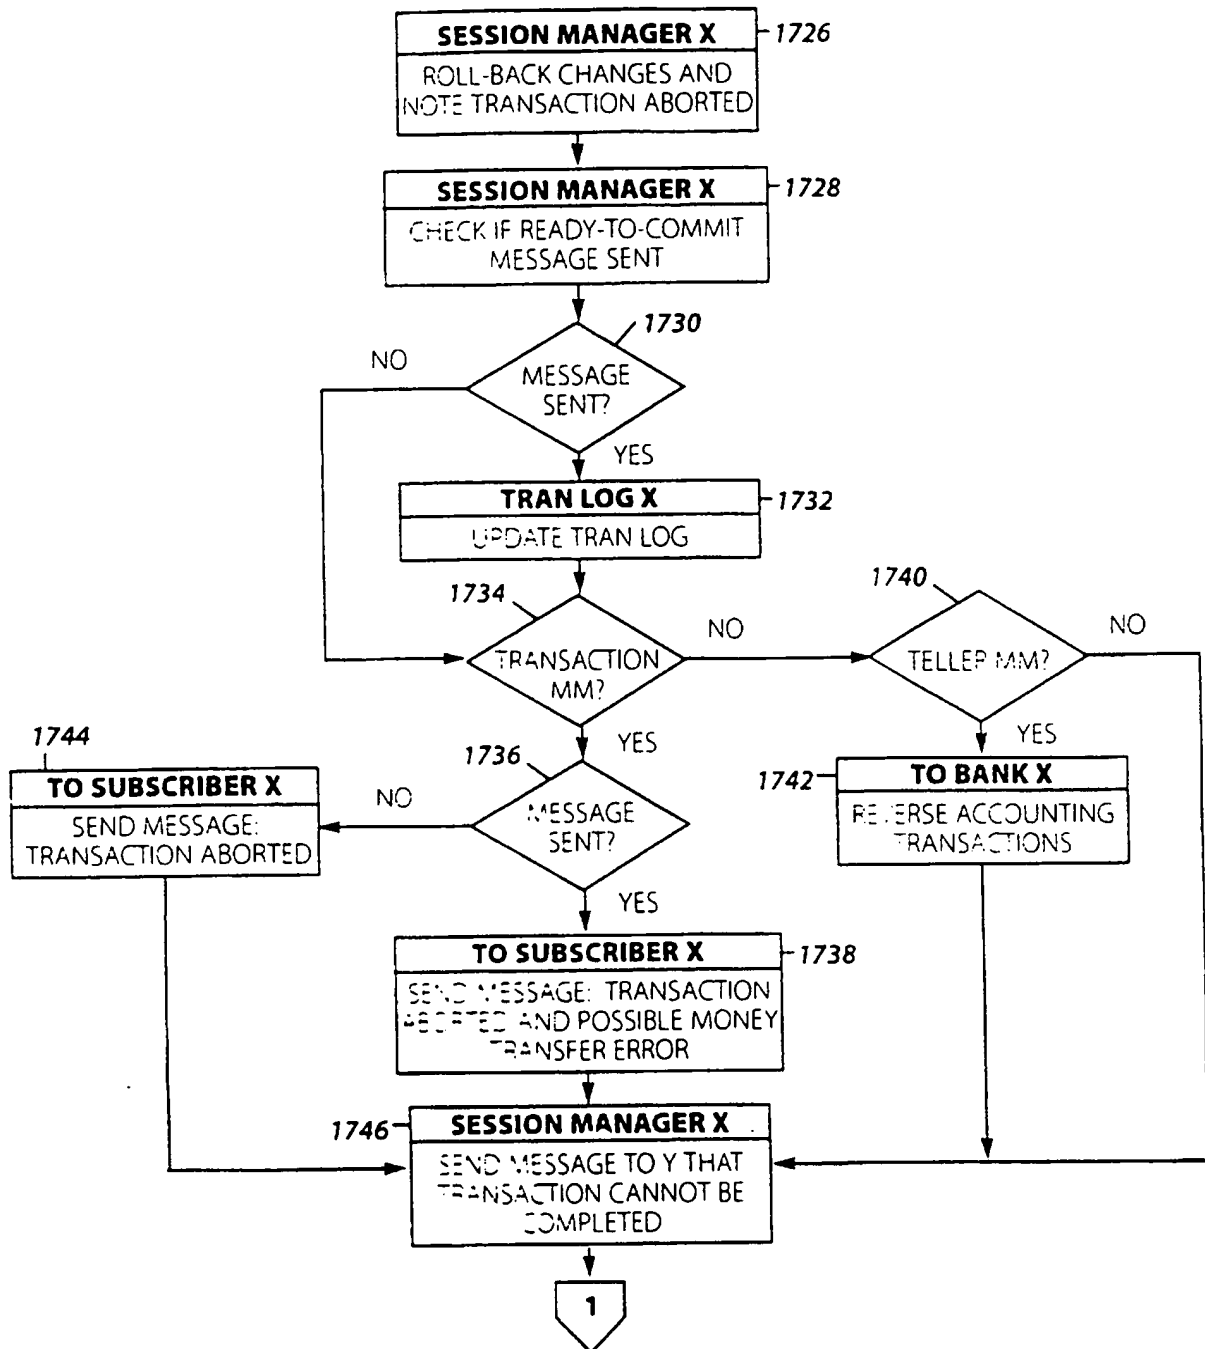 SESSION MANAGER X
1726
ROLL-BACK CHANGES AND
NOTE TRANSACTION ABORTED
SESSION MANAGER X
1728
CHECK IF READY-TO-COMMIT
MESSAGE SENT
1730
NO
MESSAGE
SENT?
YES
TRAN LOG X
1732
UPDATE TRAN LOG
1734
1740
TRANSACTION
MM?
NO
TELLER MM?
NO
YES
YES
1744
TO SUBSCRIBER X
SEND MESSAGE:
TRANSACTION ABORTED
NO
1736
MESSAGE
SENT?
YES
1742
TO BANK X
REVERSE ACCOUNTING
TRANSACTIONS
TO SUBSCRIBER X
1738
SEND MESSAGE: TRANSACTION
ABORTED AND POSSIBLE MONEY
TRANSFER ERROR
1746
SESSION MANAGER X
SEND MESSAGE TO Y THAT
TRANSACTION CANNOT BE
COMPLETED
1